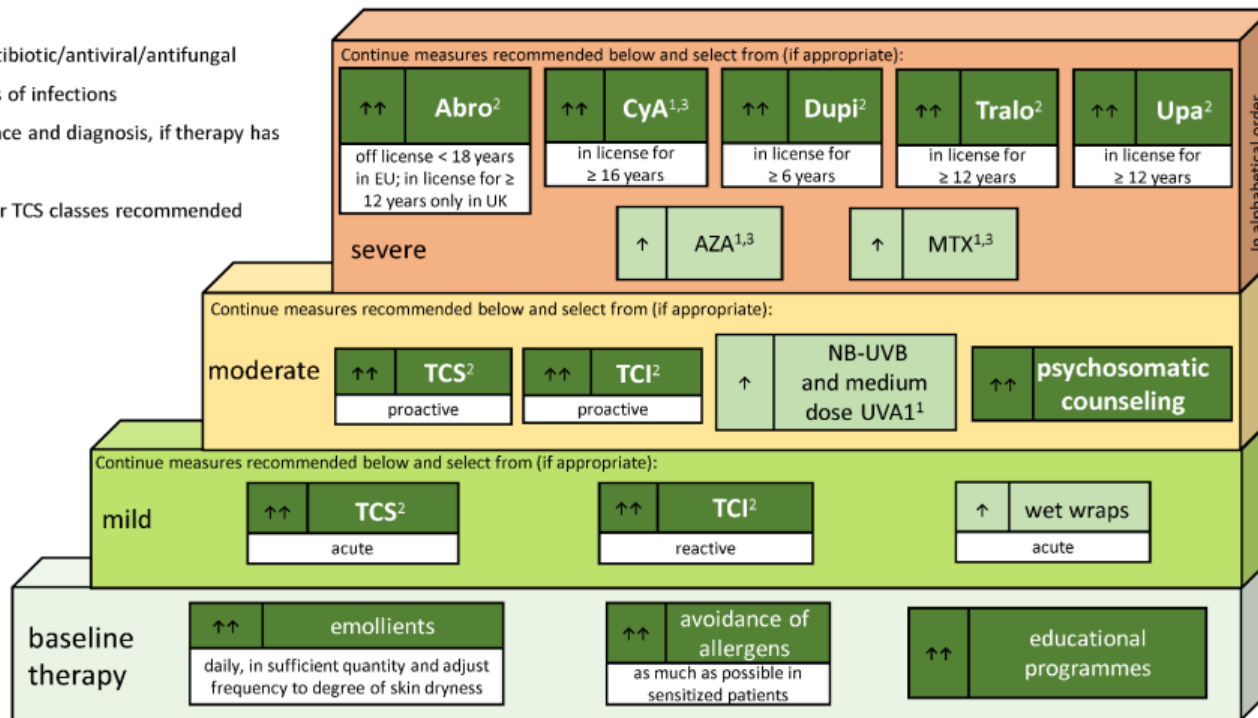 tibiotic/antiviral/antifungal
s of infections
ce and diagnosis, if therapy has
r TCS classes recommended
Continue measures recommended below and select from (if appropriate):
↑↑ Abro²
off license < 18 years
in EU; in license for ≥
12 years only in UK
↑↑ CyA¹,³
in license for
≥ 16 years
↑↑ Dupi²
in license for
≥ 6 years
↑↑ Tralo²
in license for
≥ 12 years
↑↑ Upa²
in license for
≥ 12 years
In alphabetical order
severe
↑ AZA¹,³
↑ MTX¹,³
Continue measures recommended below and select from (if appropriate):
moderate
↑↑ TCS²
proactive
↑↑ TCI²
proactive
↑ NB-UVB
and medium
dose UVA1¹
↑↑ psychosomatic
counseling
Continue measures recommended below and select from (if appropriate):
mild
↑↑ TCS²
acute
↑↑ TCI²
reactive
↑ wet wraps
acute
baseline
therapy
↑↑ emollients
daily, in sufficient quantity and adjust
frequency to degree of skin dryness
↑↑ avoidance of
allergens
as much as possible in
sensitized patients
↑↑ educational
programmes